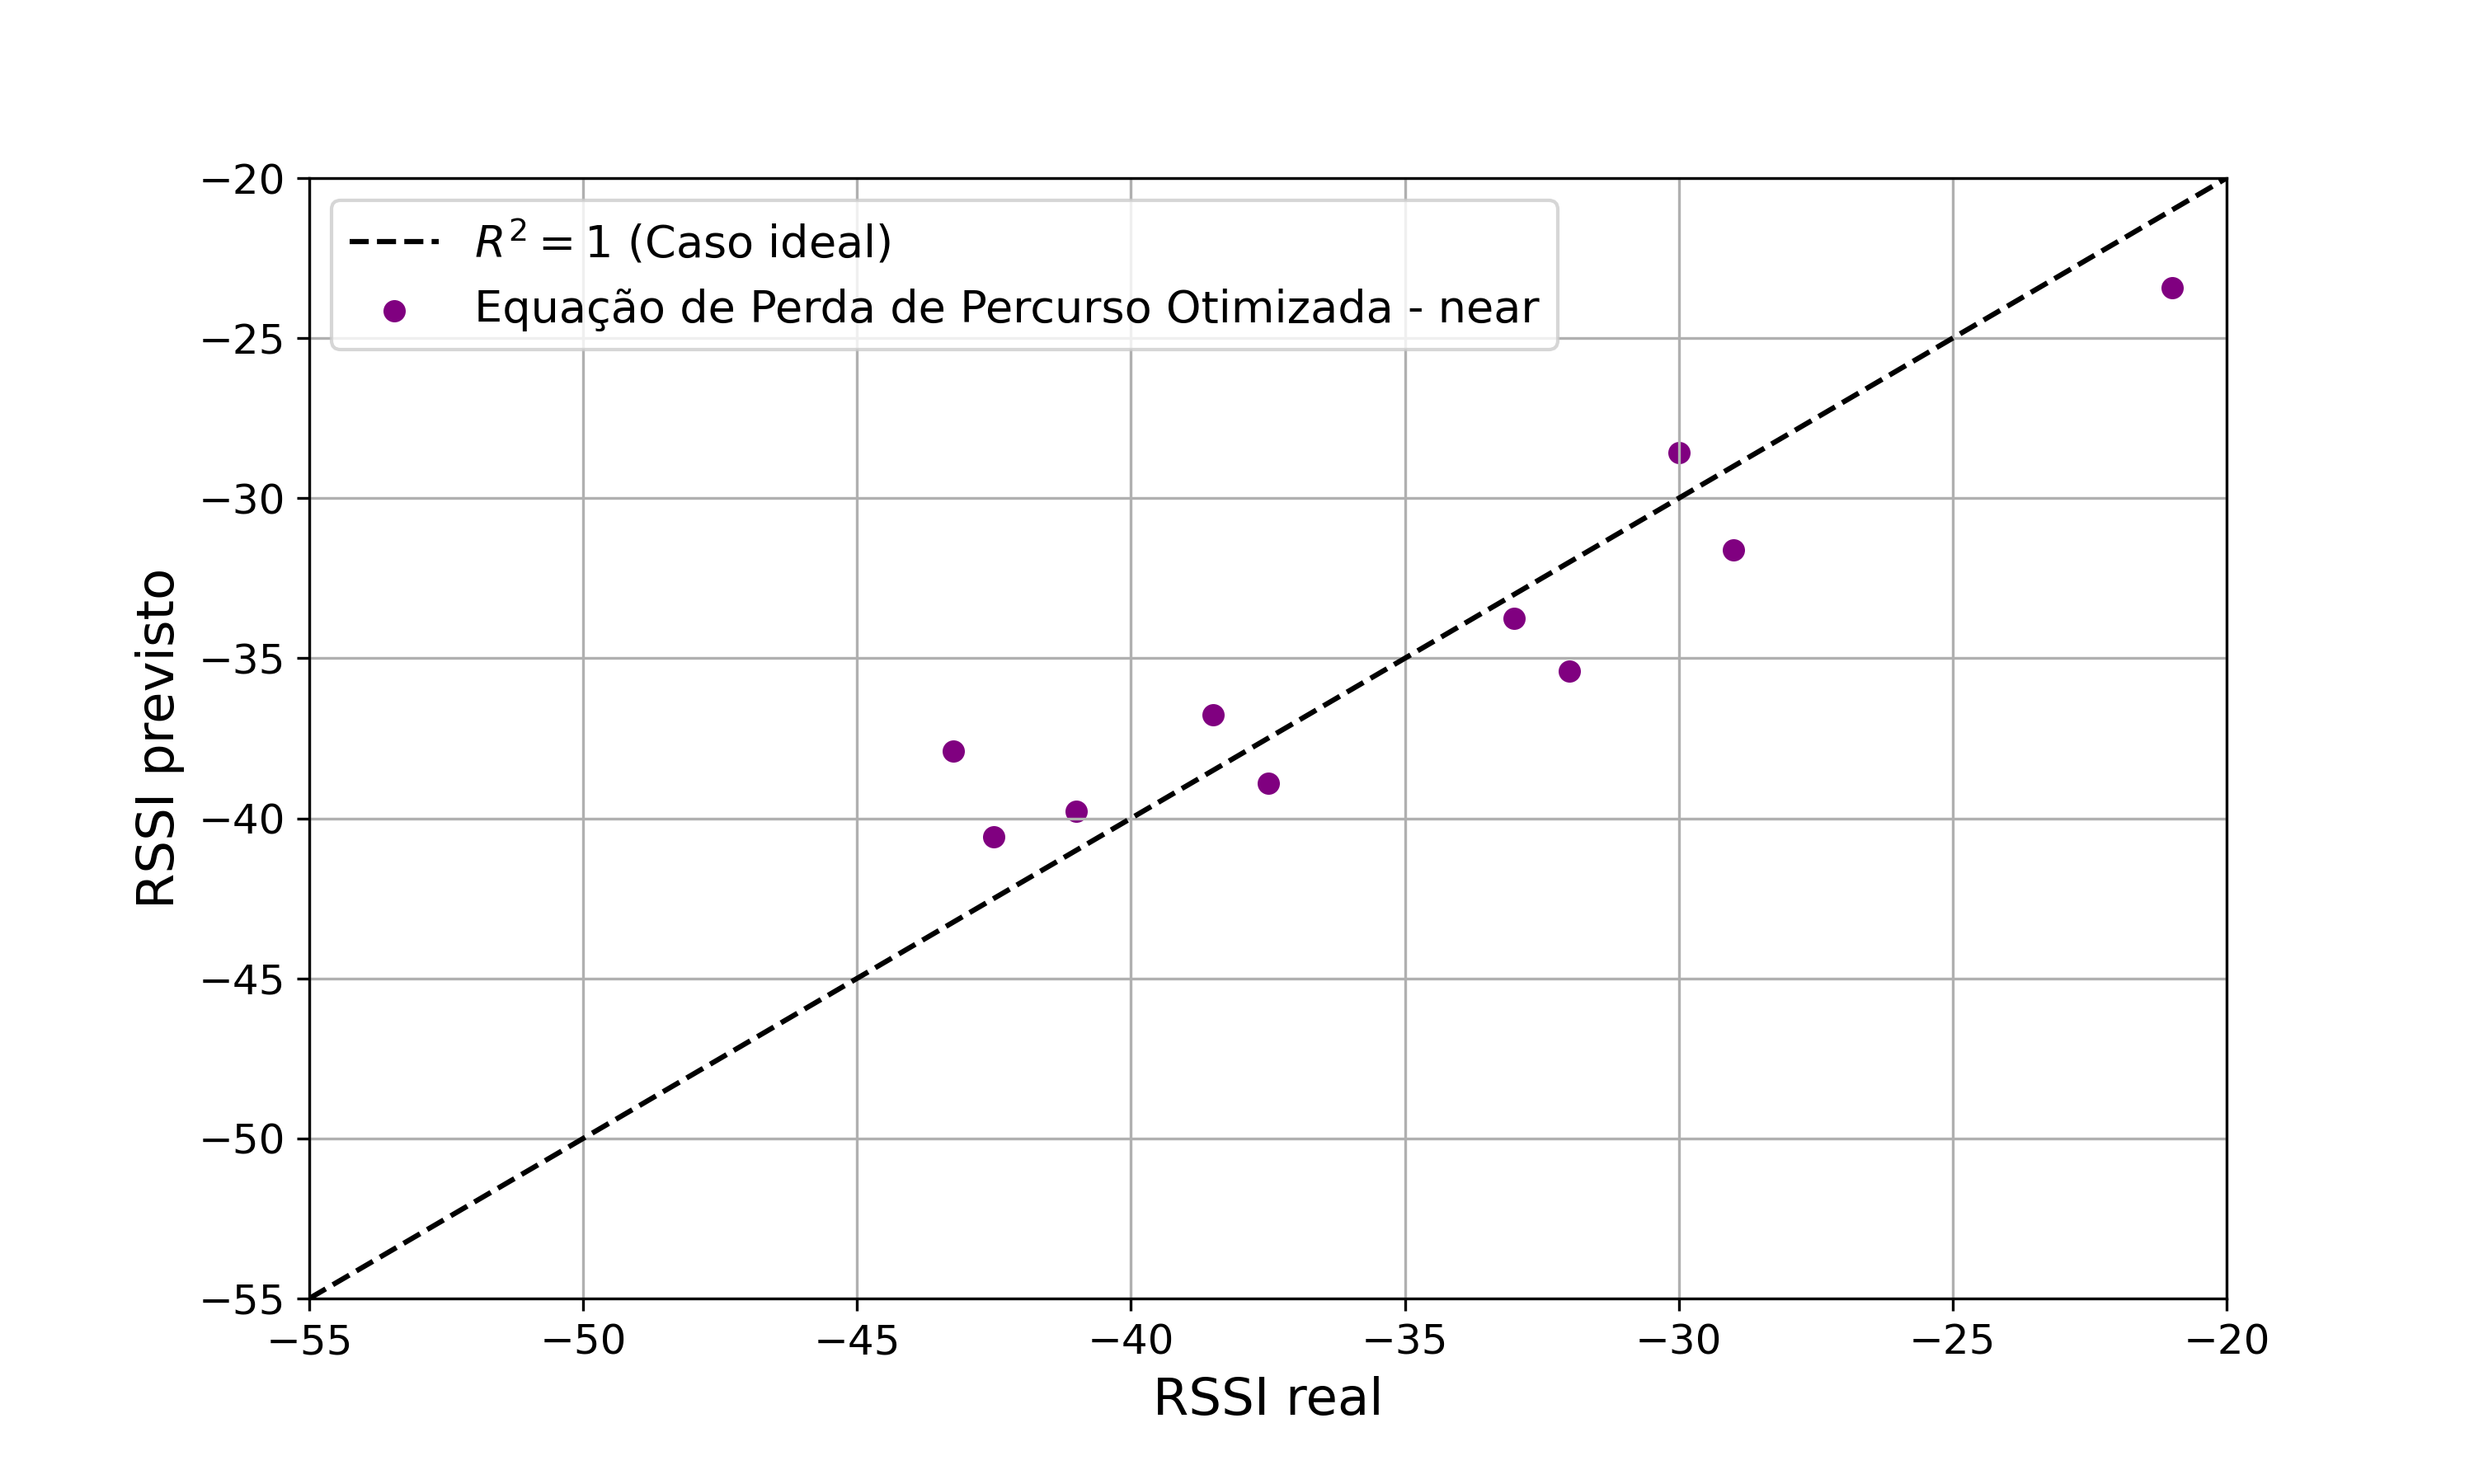 R² = 1 (Caso ideal)
Equação de Perda de Percurso Otimizada - near
RSSI previsto
−20
−25
−30
−35
−40
−45
−50
−55
−55 −50 −45 −40 −35 −30 −25 −20
RSSI real